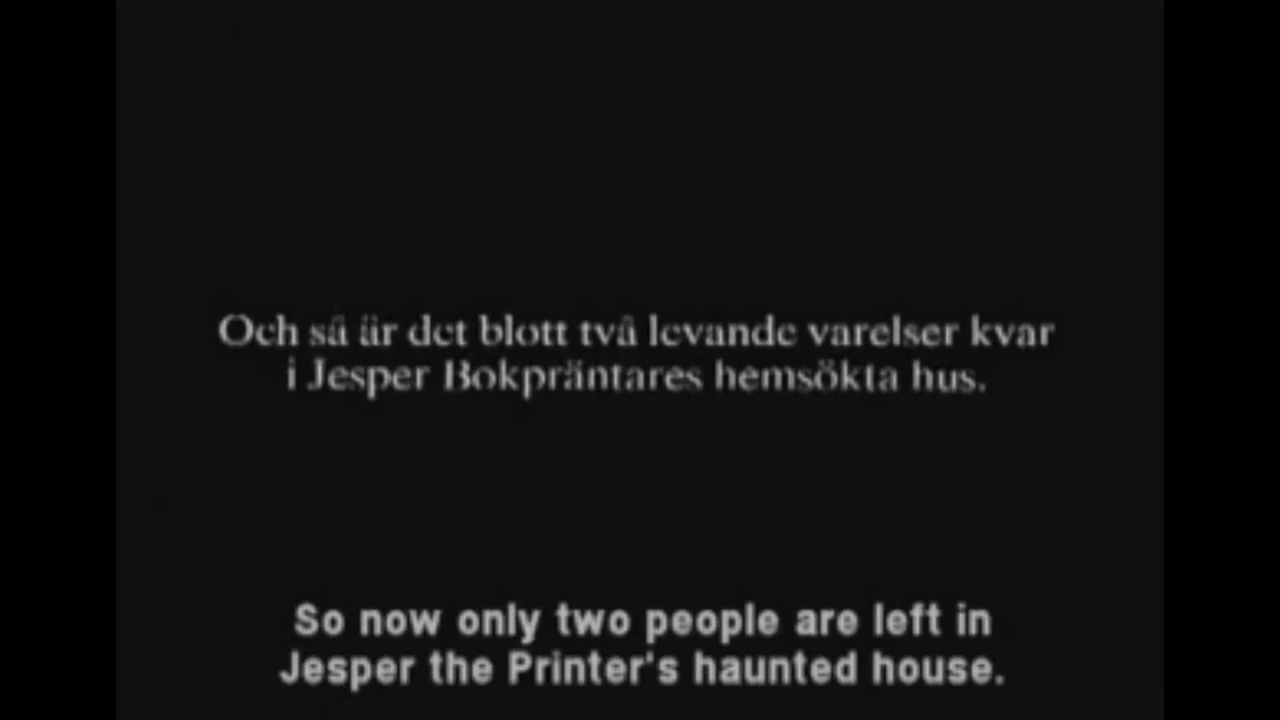 Och så är det blott två levande varelser kvar
i Jesper Bokpräntares hemsökta hus.
So now only two people are left in
Jesper the Printer's haunted house.